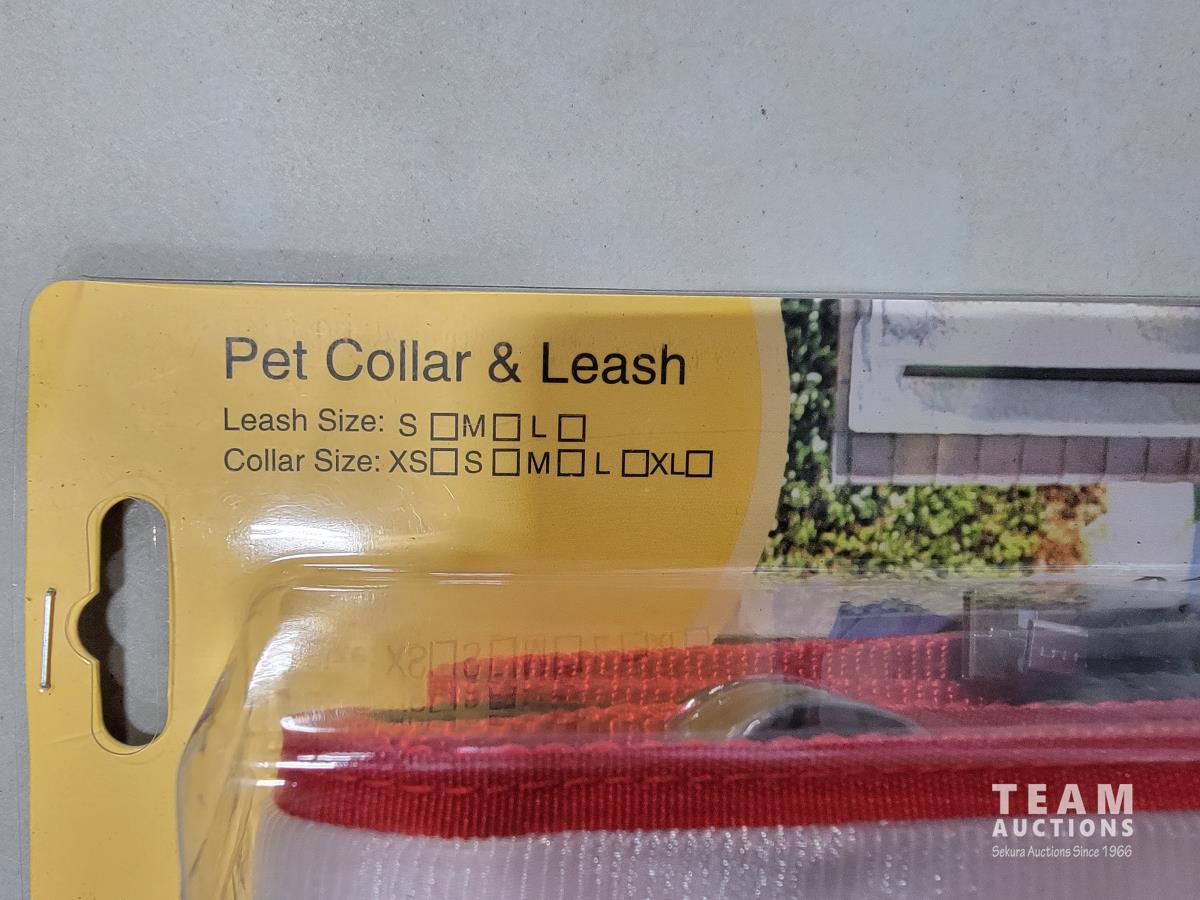 Pet Collar & Leash
Leash Size: S ☐ M ☐ L ☐
Collar Size: XS ☐ S ☐ M ☐ L ☐ XL ☐
TEAM
AUCTIONS
Sekura Auctions Since 1966